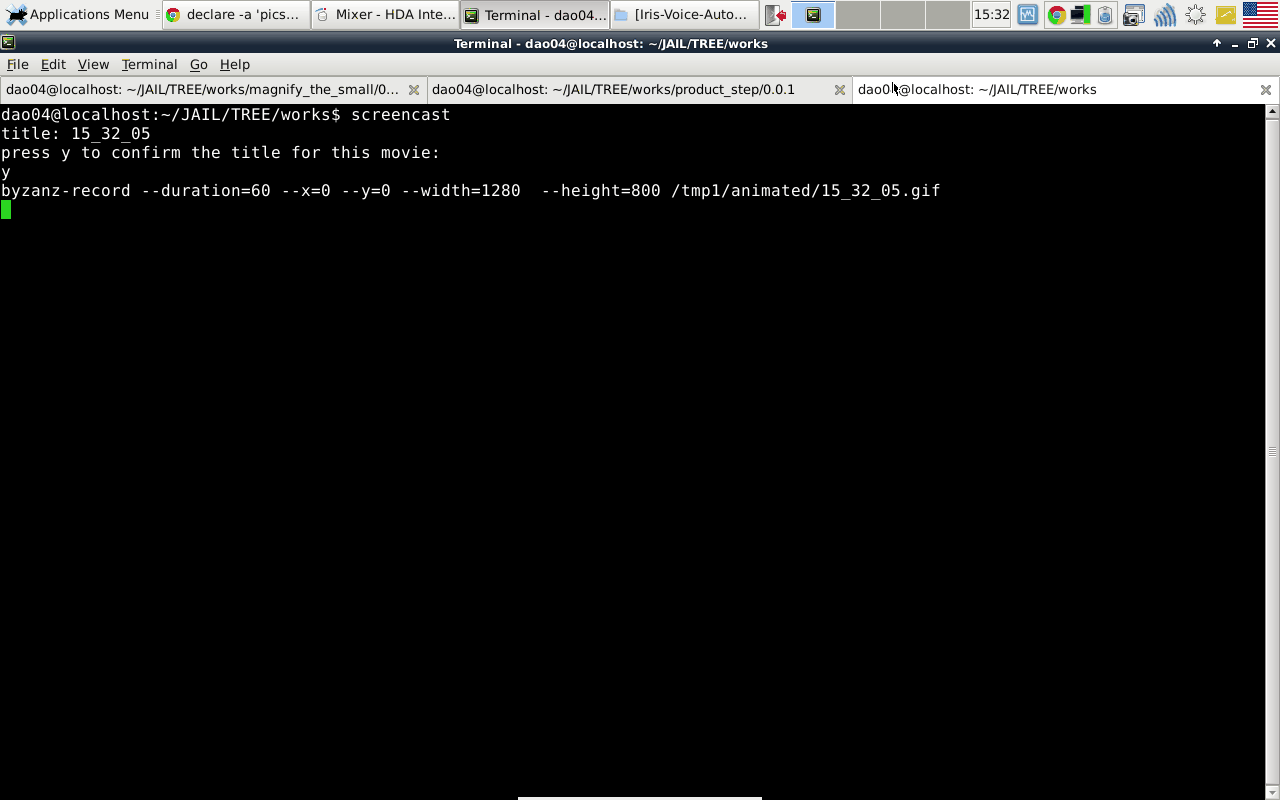 Applications Menu declare -a 'pics... Mixer - HDA Inte... Terminal - dao04... [Iris-Voice-Auto... 15:32
Terminal - dao04@localhost: ~/JAIL/TREE/works
File Edit View Terminal Go Help
dao04@localhost: ~/JAIL/TREE/works/magnify_the_small/0... dao04@localhost: ~/JAIL/TREE/works/product_step/0.0.1 dao04@localhost: ~/JAIL/TREE/works
dao04@localhost:~/JAIL/TREE/works$ screencast
title: 15_32_05
press y to confirm the title for this movie:
y
byzanz-record --duration=60 --x=0 --y=0 --width=1280  --height=800 /tmp1/animated/15_32_05.gif